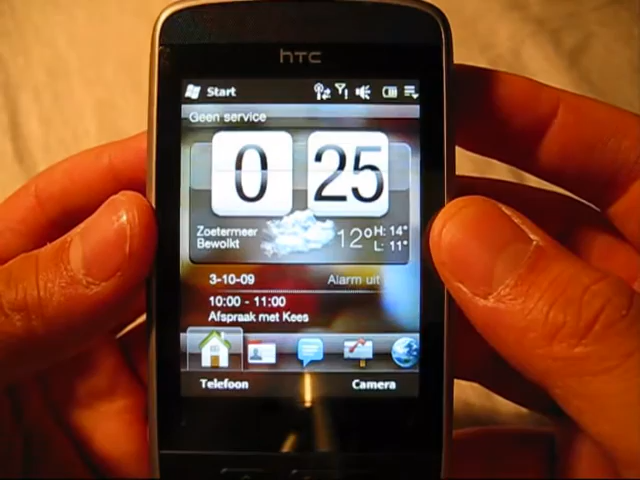 hTC
Start
Geen service
0 25
Zoetermeer
Bewolkt
12° H: 14°
L: 11°
3-10-09 Alarm uit
10:00 - 11:00
Afspraak met Kees
Telefoon Camera